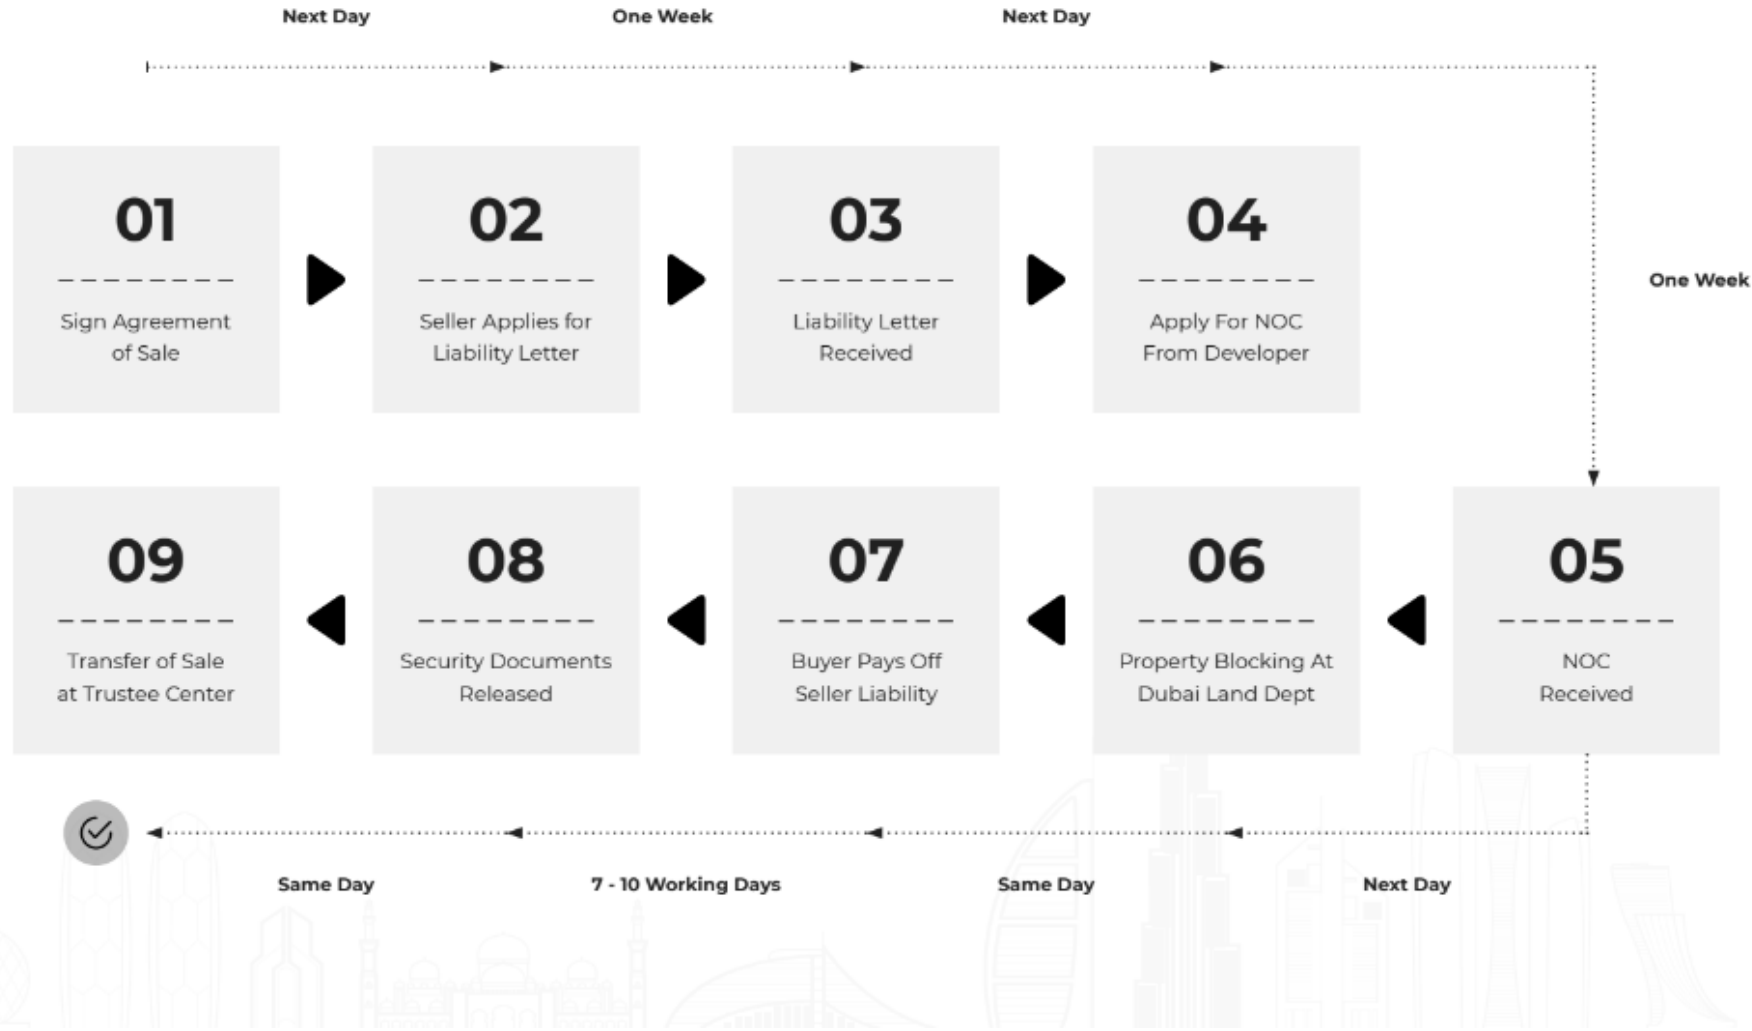 Next Day
One Week
Next Day
01
Sign Agreement
of Sale
02
Seller Applies for
Liability Letter
03
Liability Letter
Received
04
Apply For NOC
From Developer
One Week
05
NOC
Received
06
Property Blocking At
Dubai Land Dept
07
Buyer Pays Off
Seller Liability
08
Security Documents
Released
09
Transfer of Sale
at Trustee Center
Next Day
Same Day
7 - 10 Working Days
Same Day